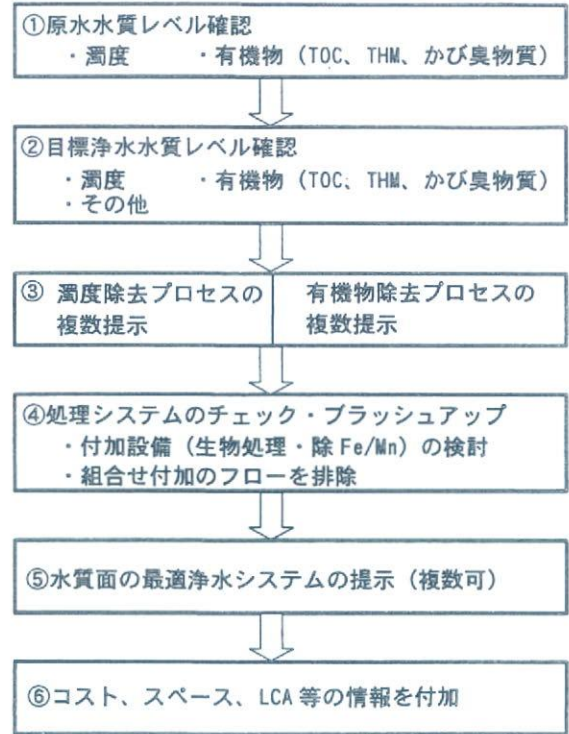 ①原水水質レベル確認
・濁度 ・有機物（TOC、THM、かび臭物質）
②目標浄水水質レベル確認
・濁度 ・有機物（TOC、THM、かび臭物質）
・その他
③ 濁度除去プロセスの 有機物除去プロセスの
複数提示 複数提示
④処理システムのチェック・ブラッシュアップ
・付加設備（生物処理・除 Fe/Mn）の検討
・組合せ付加のフローを排除
⑤水質面の最適浄水システムの提示（複数可）
⑥コスト、スペース、LCA 等の情報を付加